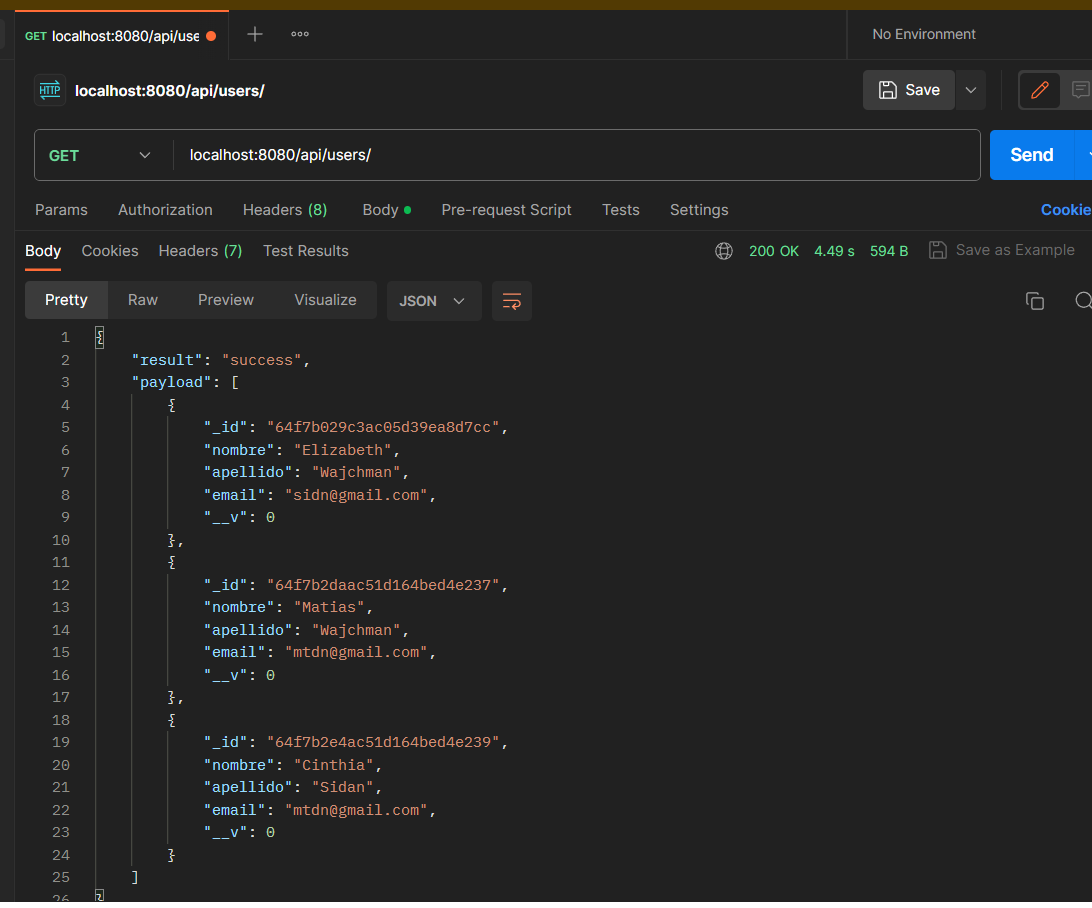 GET localhost:8080/api/use
No Environment
HTTP localhost:8080/api/users/
Save
GET localhost:8080/api/users/
Send
Params Authorization Headers (8) Body Pre-request Script Tests Settings Cookie
Body Cookies Headers (7) Test Results 200 OK 4.49 s 594 B Save as Example
Pretty Raw Preview Visualize JSON
1 {
2 "result": "success",
3 "payload": [
4 {
5 "_id": "64f7b029c3ac05d39ea8d7cc",
6 "nombre": "Elizabeth",
7 "apellido": "Wajchman",
8 "email": "sidn@gmail.com",
9 "__v": 0
10 },
11 {
12 "_id": "64f7b2daac51d164bed4e237",
13 "nombre": "Matias",
14 "apellido": "Wajchman",
15 "email": "mtdn@gmail.com",
16 "__v": 0
17 },
18 {
19 "_id": "64f7b2e4ac51d164bed4e239",
20 "nombre": "Cinthia",
21 "apellido": "Sidan",
22 "email": "mtdn@gmail.com",
23 "__v": 0
24 }
25 ]
26 }